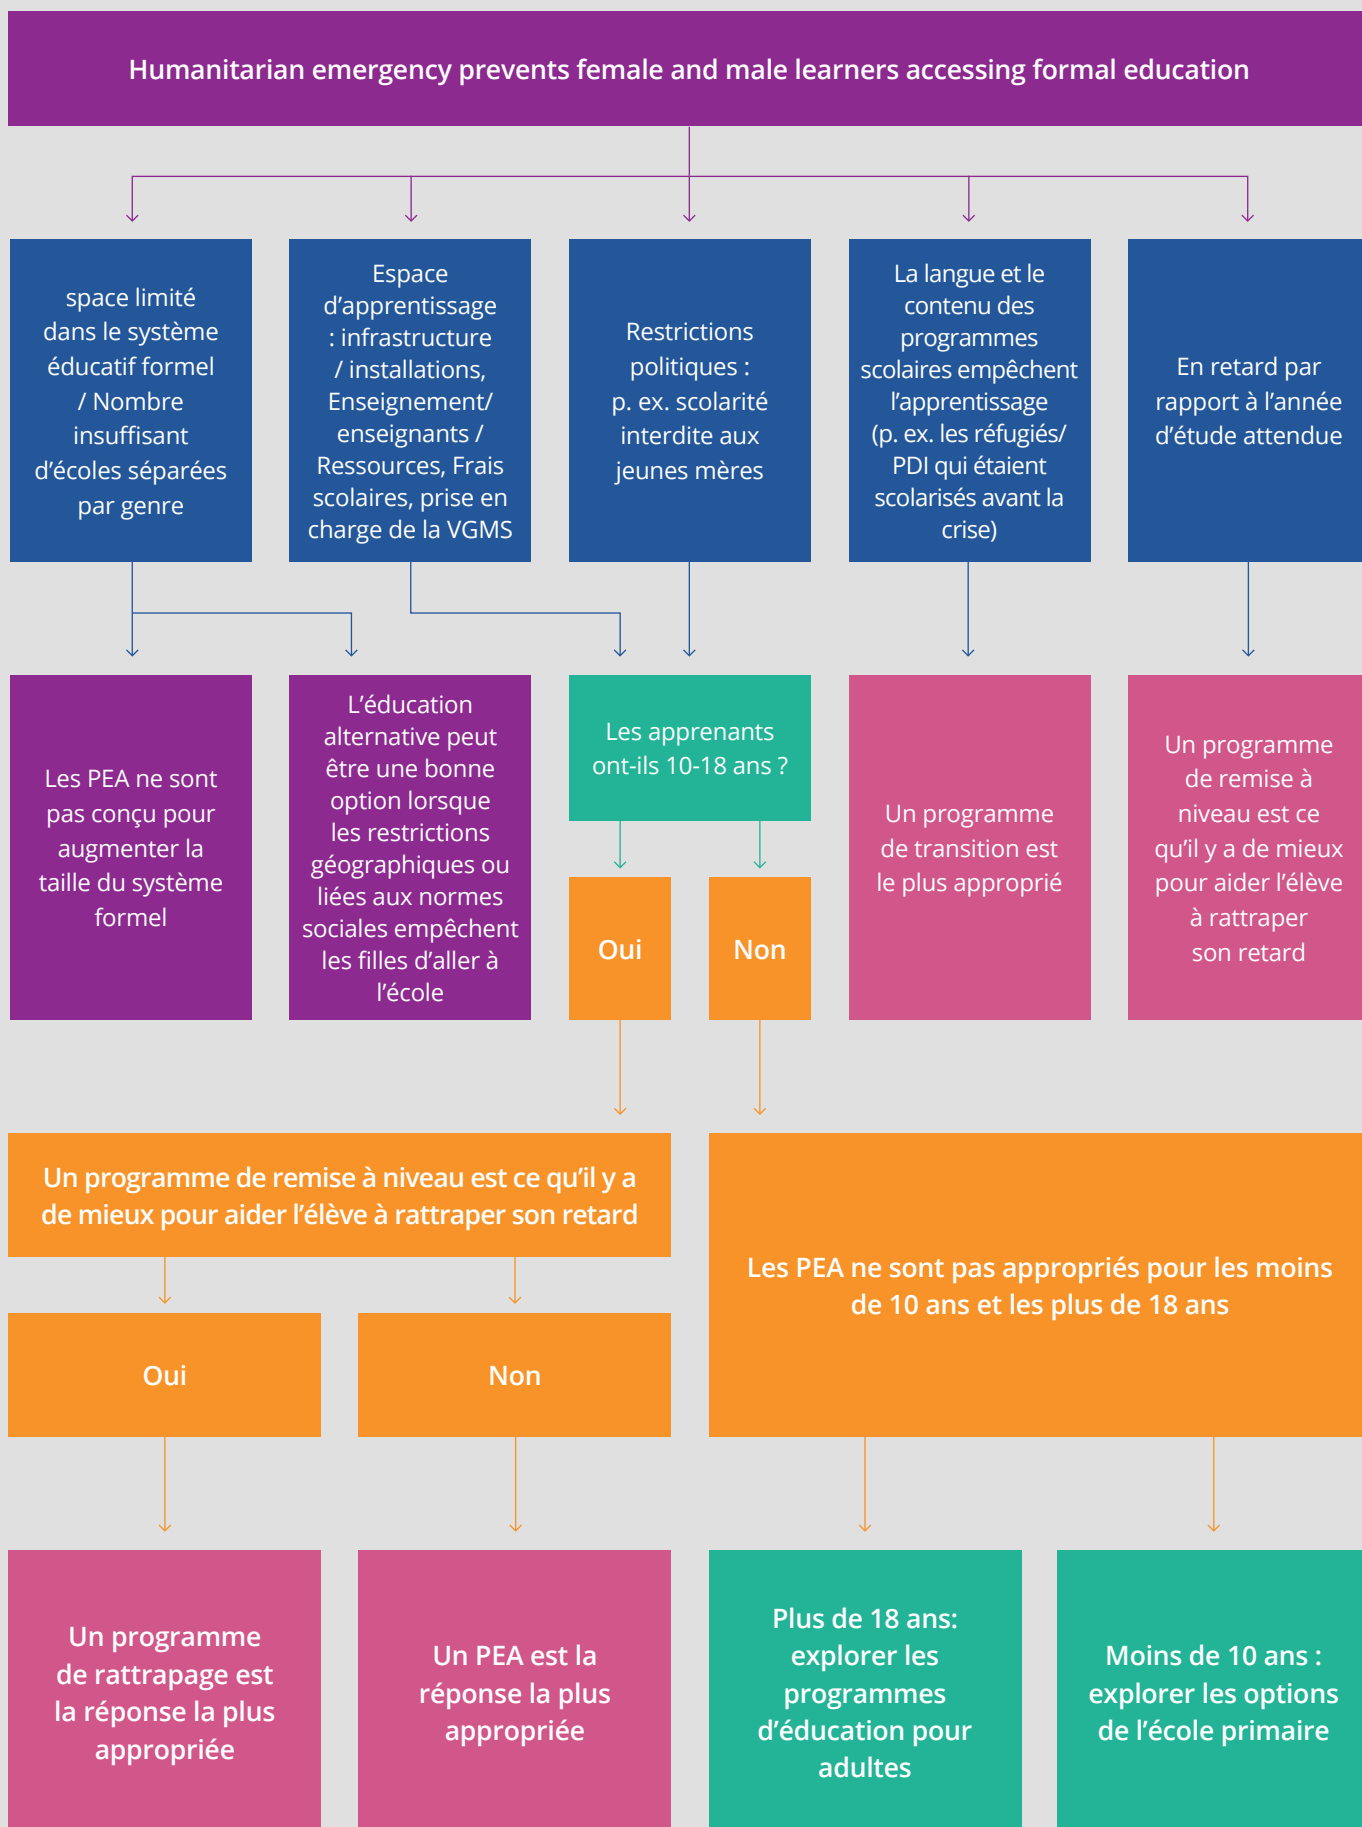 Humanitarian emergency prevents female and male learners accessing formal education
space limité
dans le système
éducatif formel
/ Nombre
insuffisant
d'écoles séparées
par genre
Espace
d'apprentissage
: infrastructure
/ installations,
Enseignement/
enseignants /
Ressources, Frais
scolaires, prise en
charge de la VGMS
Restrictions
politiques :
p. ex. scolarité
interdite aux
jeunes mères
La langue et le
contenu des
programmes
scolaires empêchent
l'apprentissage
(p. ex. les réfugiés/
PDI qui étaient
scolarisés avant la
crise)
En retard par
rapport à l'année
d'étude attendue
Les PEA ne sont
pas conçu pour
augmenter la
taille du système
formel
L'éducation
alternative peut
être une bonne
option lorsque
les restrictions
géographiques ou
liées aux normes
sociales empêchent
les filles d'aller à
l'école
Les apprenants
ont-ils 10-18 ans ?
Oui
Non
Un programme
de transition est
le plus approprié
Un programme
de remise à
niveau est ce
qu'il y a de mieux
pour aider l'élève
à rattraper
son retard
Un programme de remise à niveau est ce qu'il y a
de mieux pour aider l'élève à rattraper son retard
Les PEA ne sont pas appropriés pour les moins
de 10 ans et les plus de 18 ans
Oui
Non
Un programme
de rattrapage est
la réponse la plus
appropriée
Un PEA est la
réponse la plus
appropriée
Plus de 18 ans:
explorer les
programmes
d'éducation pour
adultes
Moins de 10 ans :
explorer les options
de l'école primaire